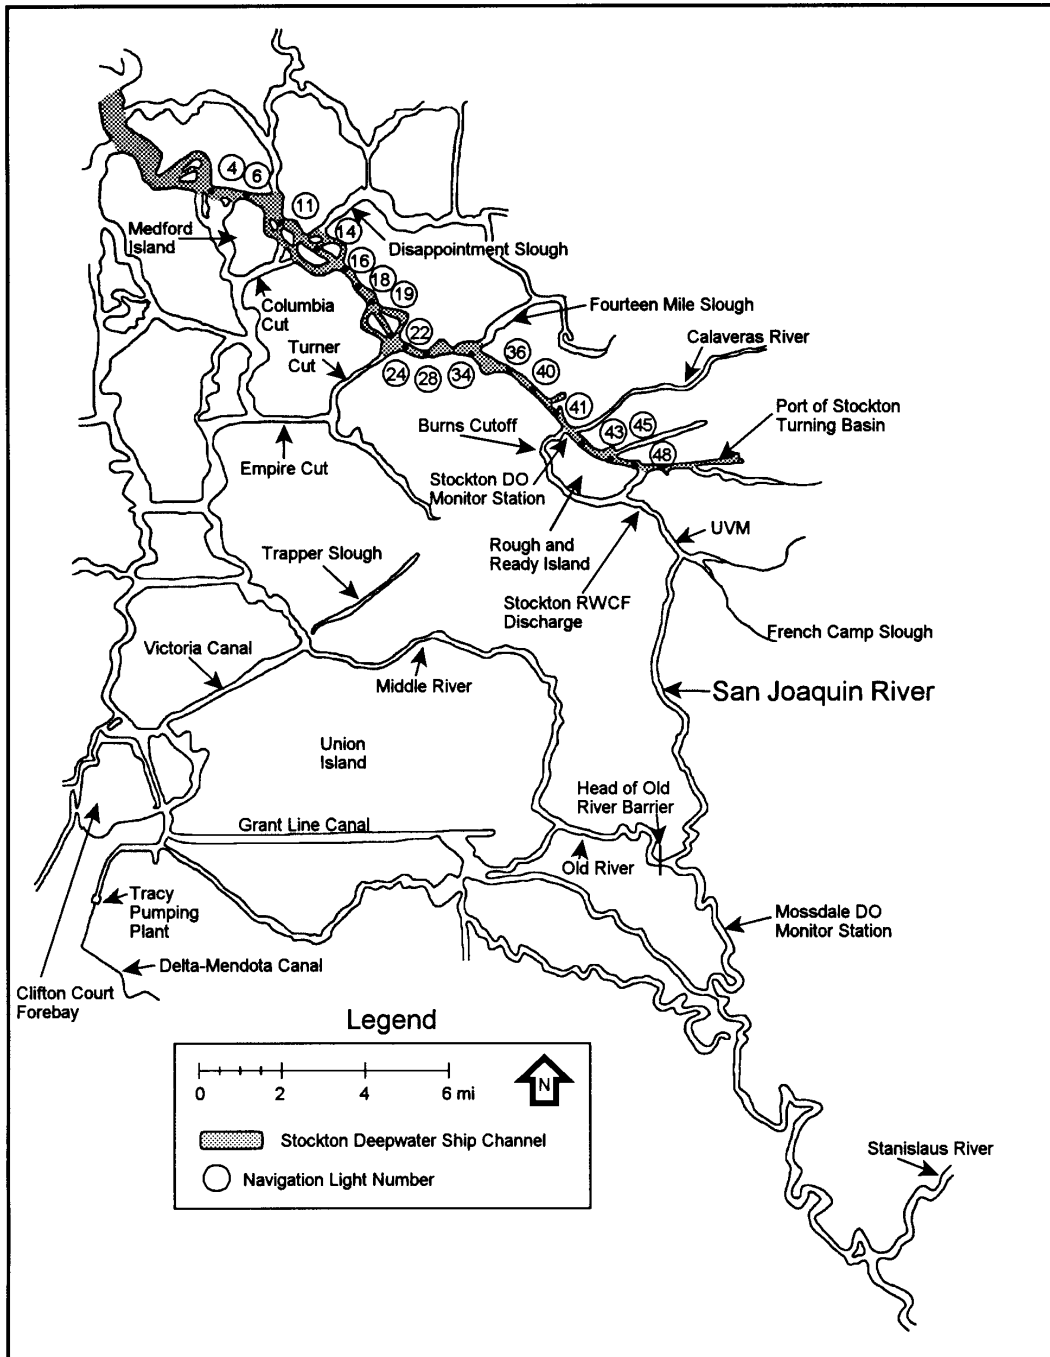 4
6
11
Medford
Island
14
Disappointment Slough
16
18
19
Columbia
Cut
Fourteen Mile Slough
22
Calaveras River
Turner
Cut
36
24
28
34
40
41
Port of Stockton
Turning Basin
43
45
Burns Cutoff
48
Empire Cut
Stockton DO
Monitor Station
UVM
Rough and
Ready Island
Trapper Slough
Stockton RWCF
Discharge
French Camp Slough
Victoria Canal
Middle River
San Joaquin River
Union
Island
Head of Old
River Barrier
Grant Line Canal
Old River
Tracy
Pumping
Plant
Mossdale DO
Monitor Station
Delta-Mendota Canal
Clifton Court
Forebay
Legend
N
0 2 4 6 mi
Stockton Deepwater Ship Channel
Navigation Light Number
Stanislaus River